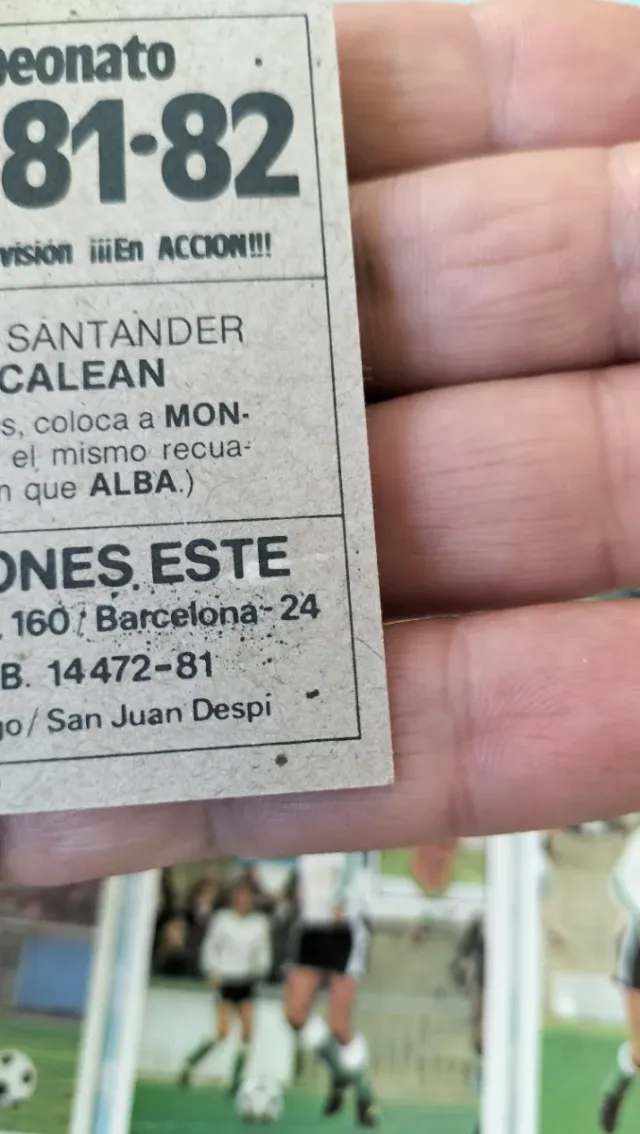 peonato
81-82
visión ¡¡¡En ACCION!!!
SANTANDER
CALEAN
s, coloca a MON-
el mismo recua-
n que ALBA.)
ONES ESTE
160 / Barcelona-24
B. 14472-81
go / San Juan Despi